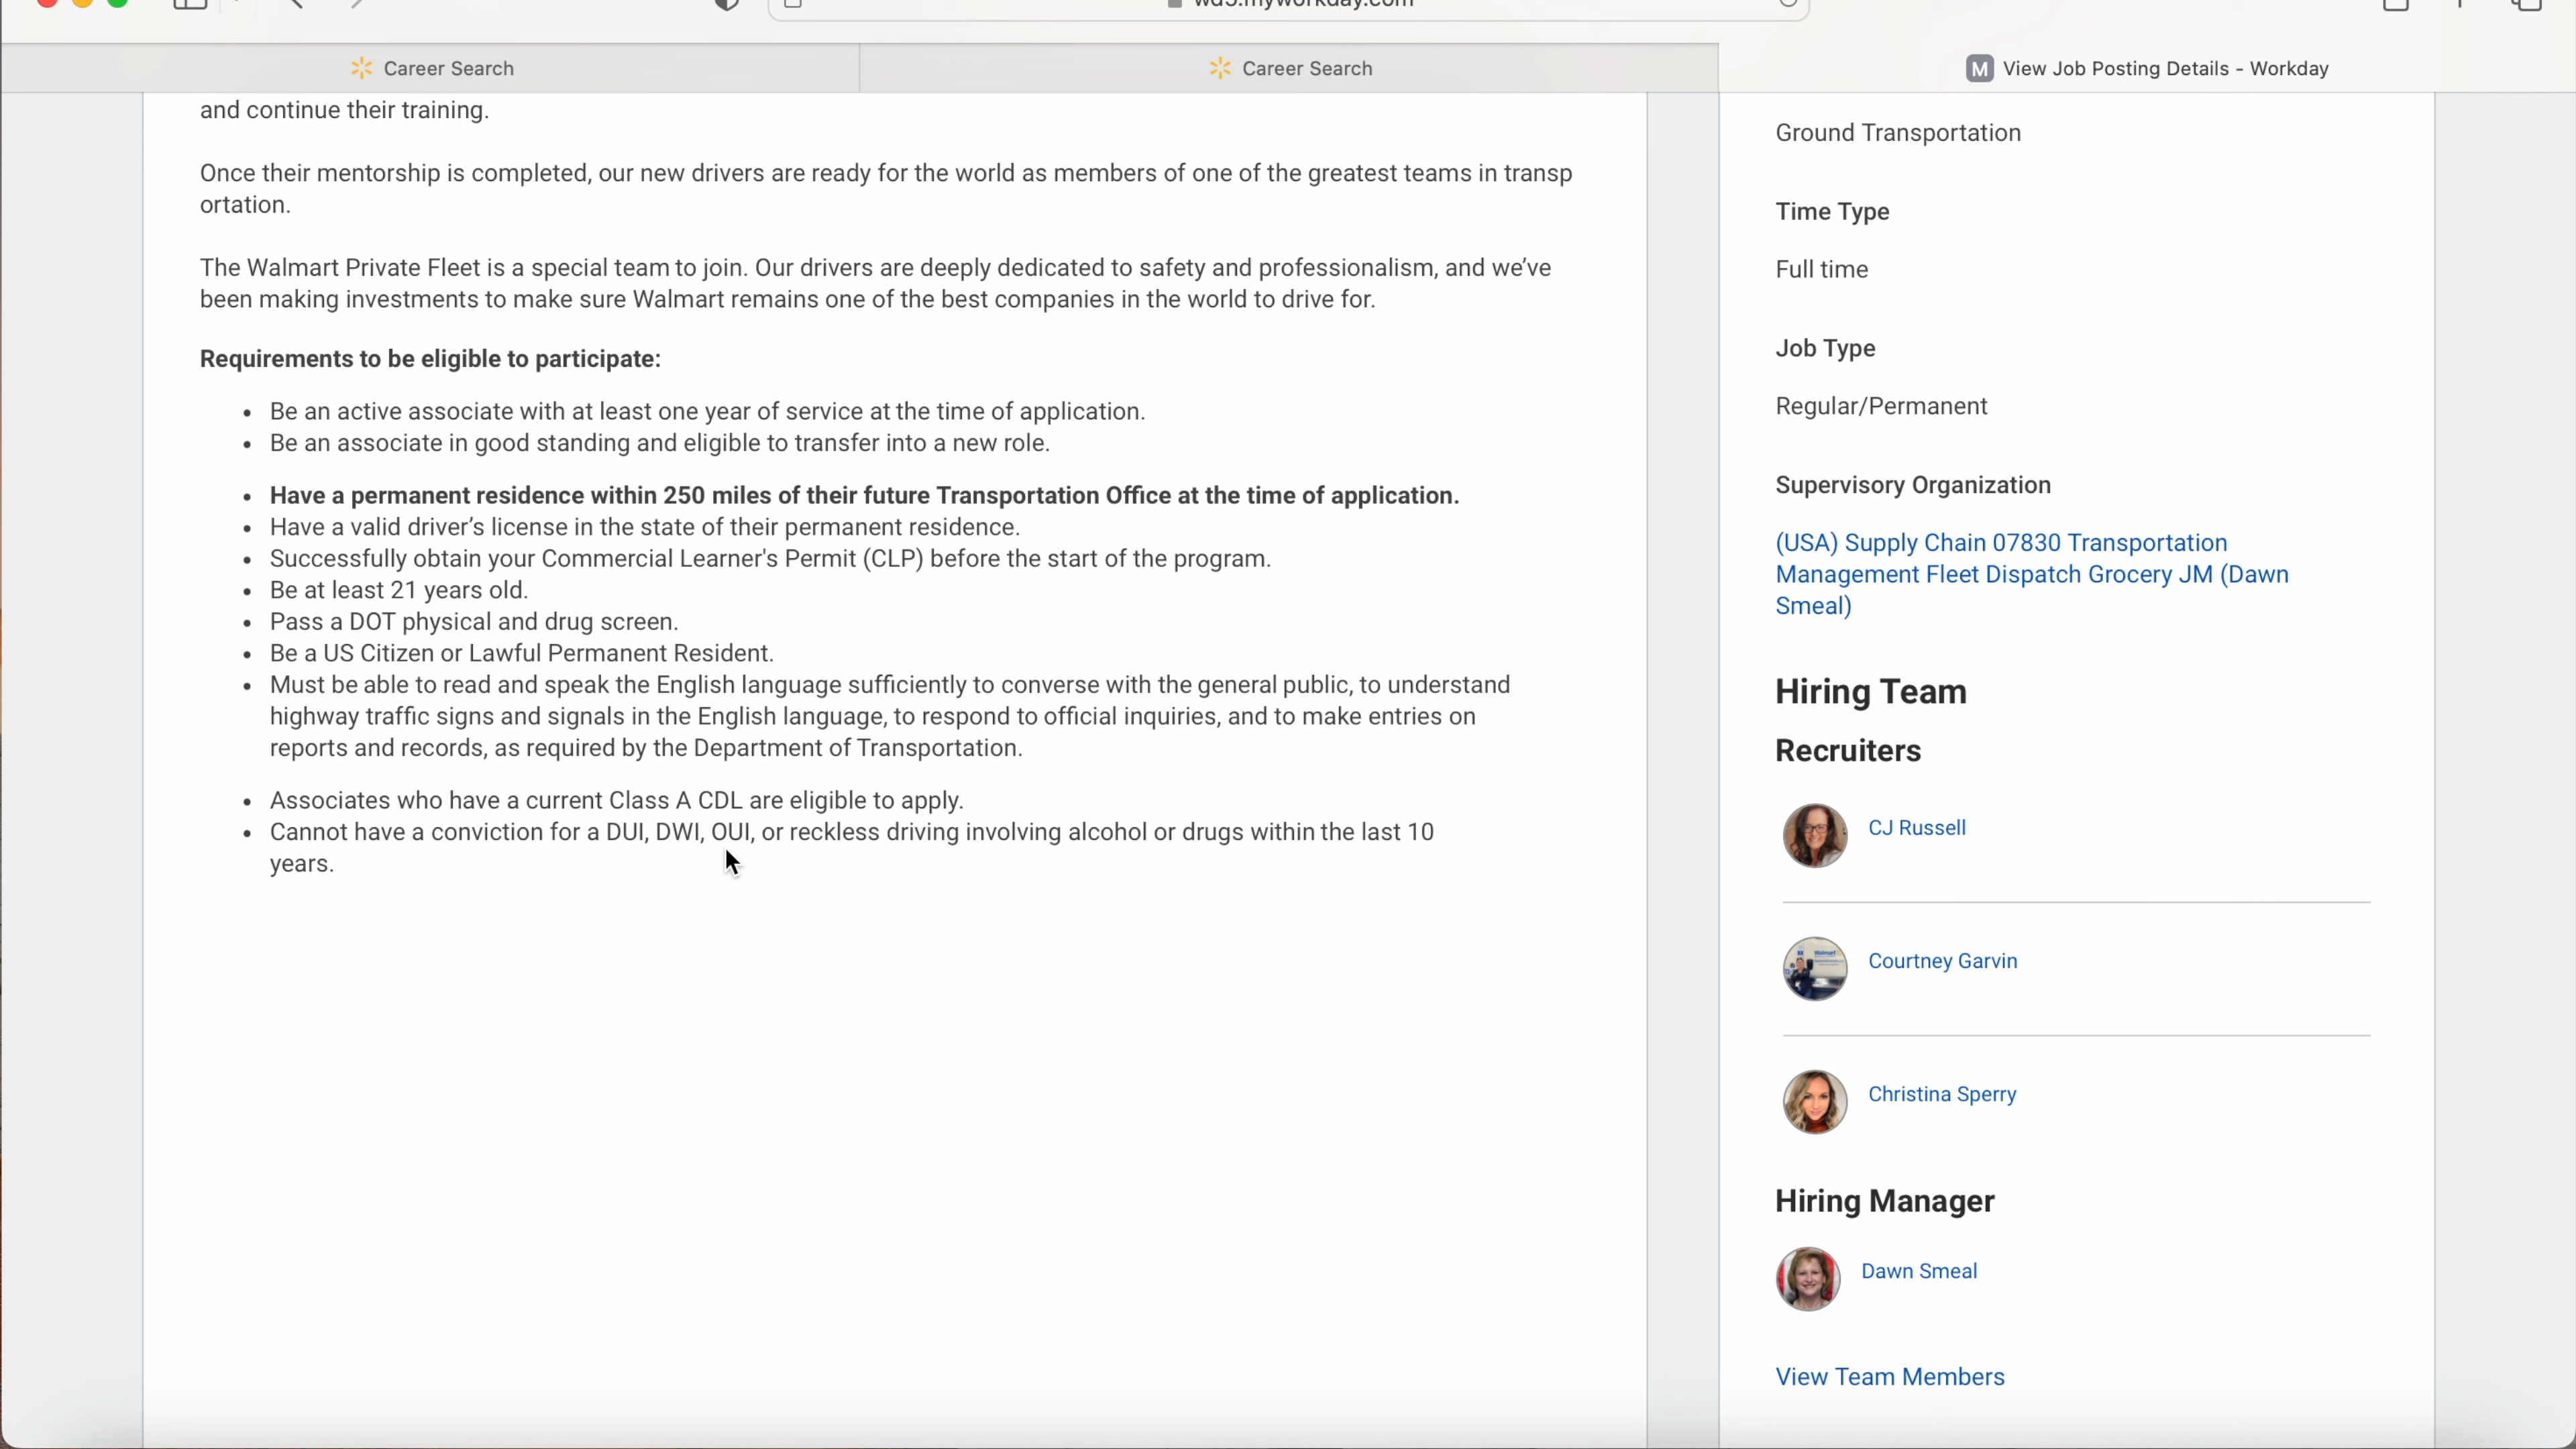 wd5.myworkday.com
Career Search
Career Search
M View Job Posting Details - Workday
and continue their training.
Once their mentorship is completed, our new drivers are ready for the world as members of one of the greatest teams in transp
ortation.
The Walmart Private Fleet is a special team to join. Our drivers are deeply dedicated to safety and professionalism, and we’ve
been making investments to make sure Walmart remains one of the best companies in the world to drive for.
Requirements to be eligible to participate:
• Be an active associate with at least one year of service at the time of application.
• Be an associate in good standing and eligible to transfer into a new role.
• Have a permanent residence within 250 miles of their future Transportation Office at the time of application.
• Have a valid driver’s license in the state of their permanent residence.
• Successfully obtain your Commercial Learner's Permit (CLP) before the start of the program.
• Be at least 21 years old.
• Pass a DOT physical and drug screen.
• Be a US Citizen or Lawful Permanent Resident.
• Must be able to read and speak the English language sufficiently to converse with the general public, to understand
highway traffic signs and signals in the English language, to respond to official inquiries, and to make entries on
reports and records, as required by the Department of Transportation.
• Associates who have a current Class A CDL are eligible to apply.
• Cannot have a conviction for a DUI, DWI, OUI, or reckless driving involving alcohol or drugs within the last 10
years.
Ground Transportation
Time Type
Full time
Job Type
Regular/Permanent
Supervisory Organization
(USA) Supply Chain 07830 Transportation
Management Fleet Dispatch Grocery JM (Dawn
Smeal)
Hiring Team
Recruiters
CJ Russell
Courtney Garvin
Christina Sperry
Hiring Manager
Dawn Smeal
View Team Members